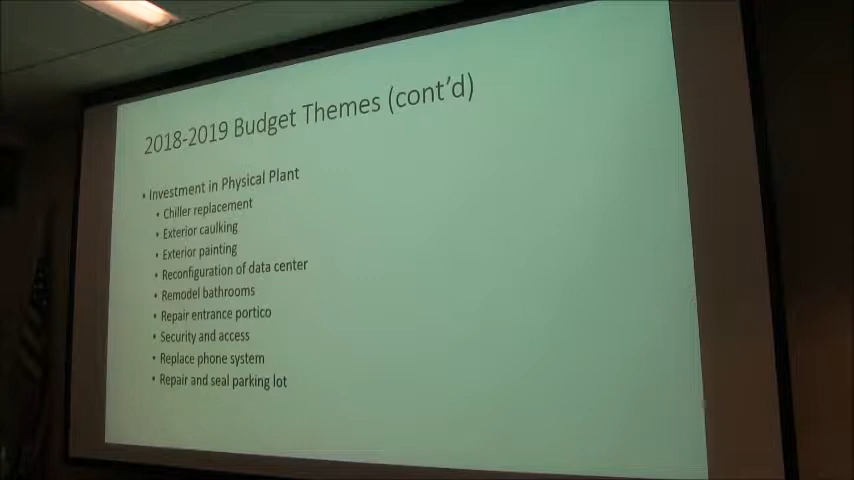 2018-2019 Budget Themes (cont'd)
• Investment in Physical Plant
• Chiller replacement
• Exterior caulking
• Exterior painting
• Reconfiguration of data center
• Remodel bathrooms
• Repair entrance portico
• Security and access
• Replace phone system
• Repair and seal parking lot